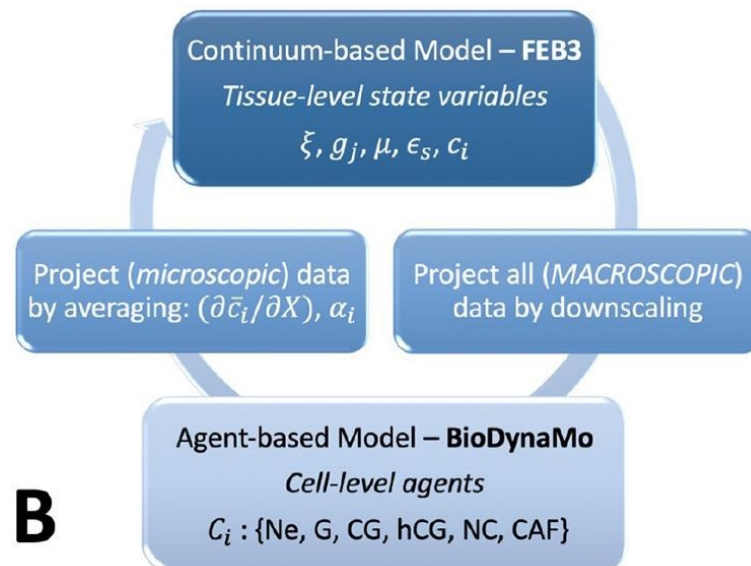 Continuum-based Model – FEB3
Tissue-level state variables
ξ, g_j, μ, ϵ_s, c_i
Project (microscopic) data
by averaging: (∂c̄_i/∂X), α_i
Project all (MACROSCOPIC)
data by downscaling
Agent-based Model – BioDynaMo
Cell-level agents
C_i : {Ne, G, CG, hCG, NC, CAF}
B